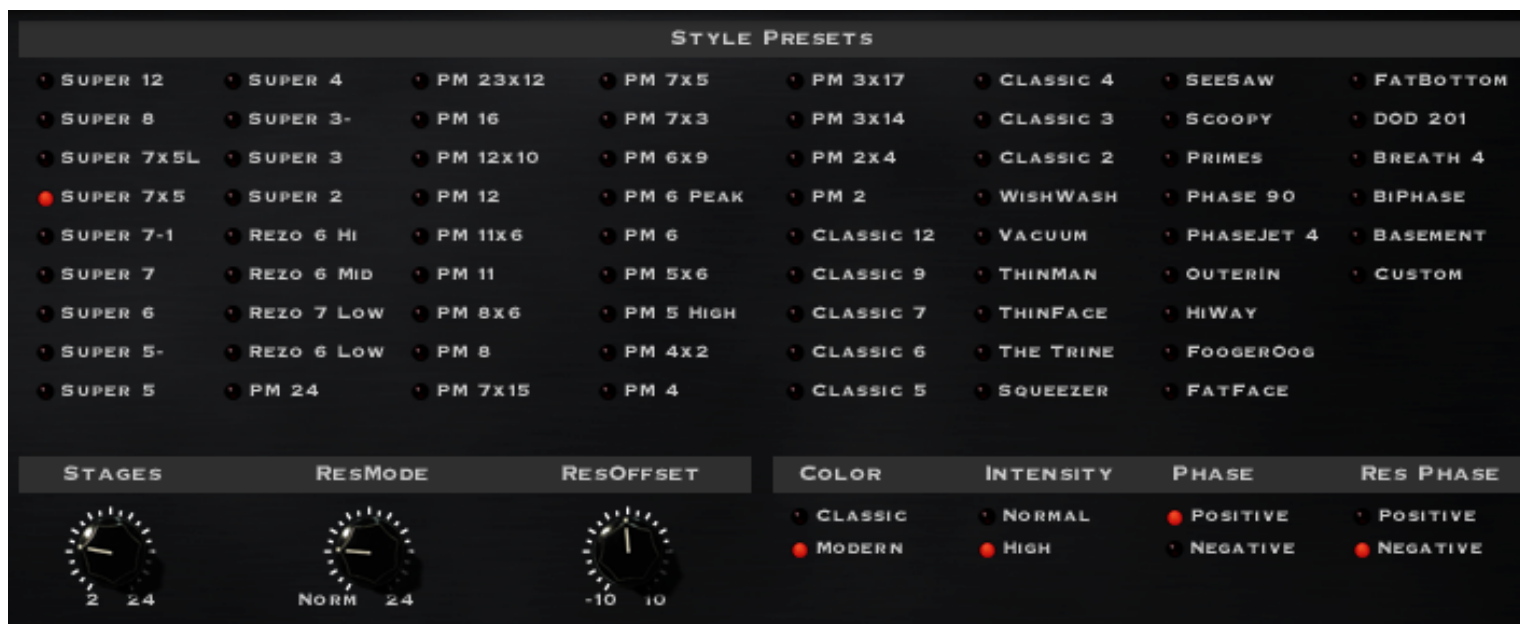 Style Presets
Super 12 Super 4 PM 23x12 PM 7x5 PM 3x17 Classic 4 SeeSaw FatBottom
Super 8 Super 3- PM 16 PM 7x3 PM 3x14 Classic 3 Scoopy DOD 201
Super 7x5L Super 3 PM 12x10 PM 6x9 PM 2x4 Classic 2 Primes Breath 4
Super 7x5 Super 2 PM 12 PM 6 Peak PM 2 WishWash Phase 90 BiPhase
Super 7-1 Rezo 6 Hi PM 11x6 PM 6 Classic 12 Vacuum PhaseJet 4 Basement
Super 7 Rezo 6 Mid PM 11 PM 5x6 Classic 9 ThinMan OuterIn Custom
Super 6 Rezo 7 Low PM 8x6 PM 5 High Classic 7 ThinFace HiWay
Super 5- Rezo 6 Low PM 8 PM 4x2 Classic 6 The Trine FoogerOog
Super 5 PM 24 PM 7x15 PM 4 Classic 5 Squeezer FatFace
Stages ResMode ResOffset Color Intensity Phase Res Phase
Classic Normal Positive Positive
Modern High Negative Negative
2 24 Norm 24 -10 10